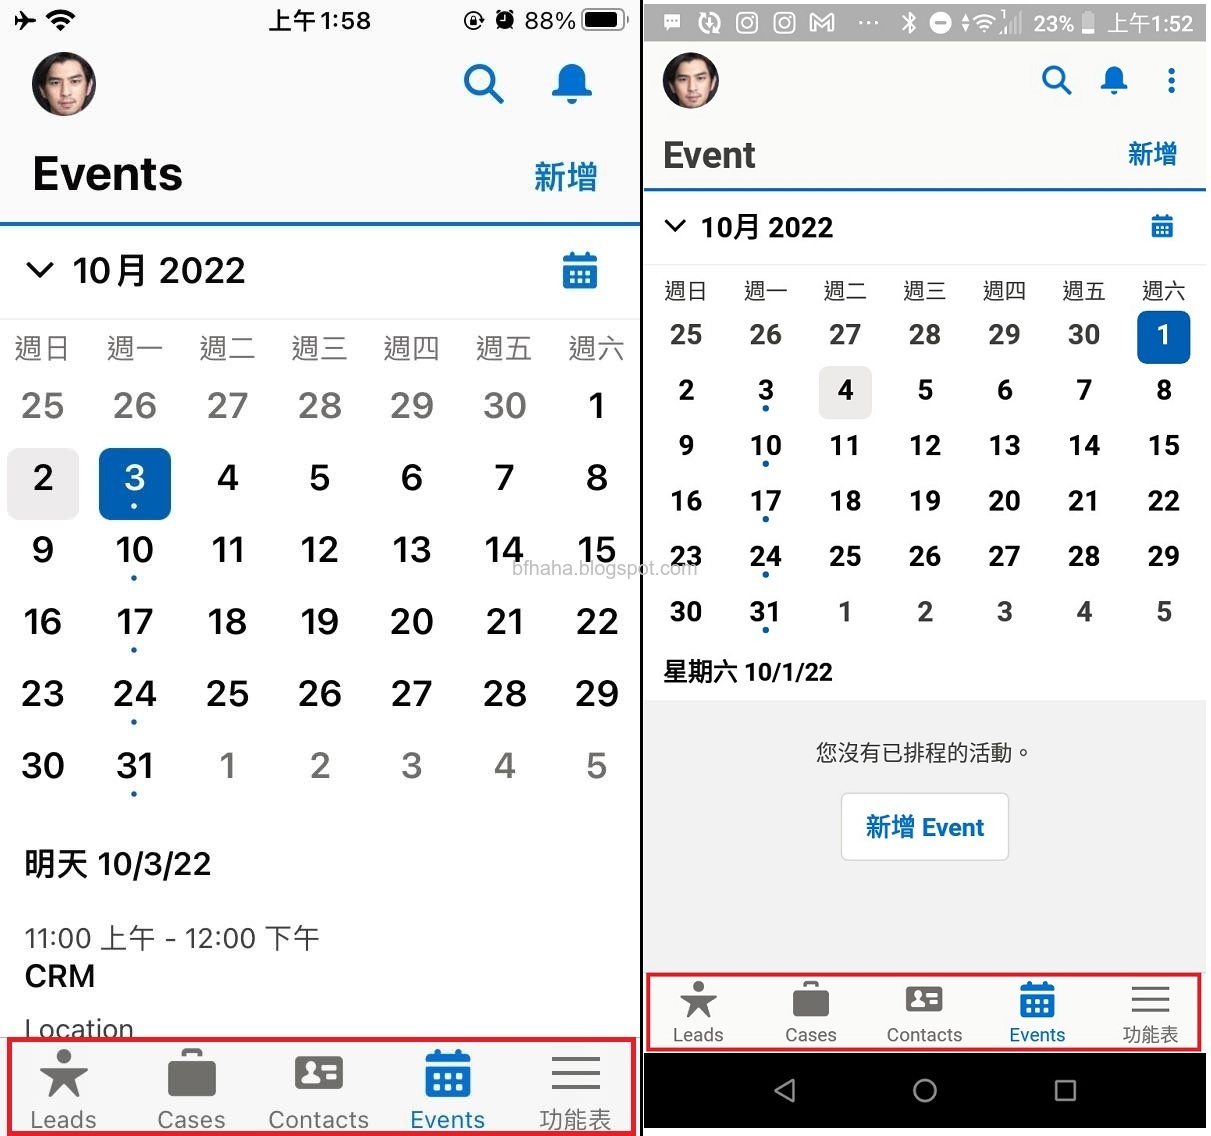 上午1:58
88%
Events
新增
10月 2022
週日 週一 週二 週三 週四 週五 週六
25 26 27 28 29 30 1
2 3 4 5 6 7 8
9 10 11 12 13 14 15
16 17 18 19 20 21 22
23 24 25 26 27 28 29
30 31 1 2 3 4 5
明天 10/3/22
11:00 上午 - 12:00 下午
CRM
Location
Leads Cases Contacts Events 功能表
bfhaha.blogspot.com
23% 上午1:52
Event
新增
10月 2022
週日 週一 週二 週三 週四 週五 週六
25 26 27 28 29 30 1
2 3 4 5 6 7 8
9 10 11 12 13 14 15
16 17 18 19 20 21 22
23 24 25 26 27 28 29
30 31 1 2 3 4 5
星期六 10/1/22
您沒有已排程的活動。
新增 Event
Leads Cases Contacts Events 功能表